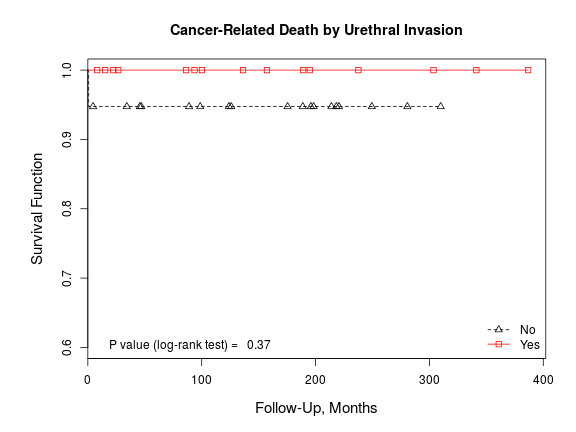 Cancer-Related Death by Urethral Invasion
Survival Function
1.0
0.9
0.8
0.7
0.6
P value (log-rank test) = 0.37
No
Yes
0 100 200 300 400
Follow-Up, Months